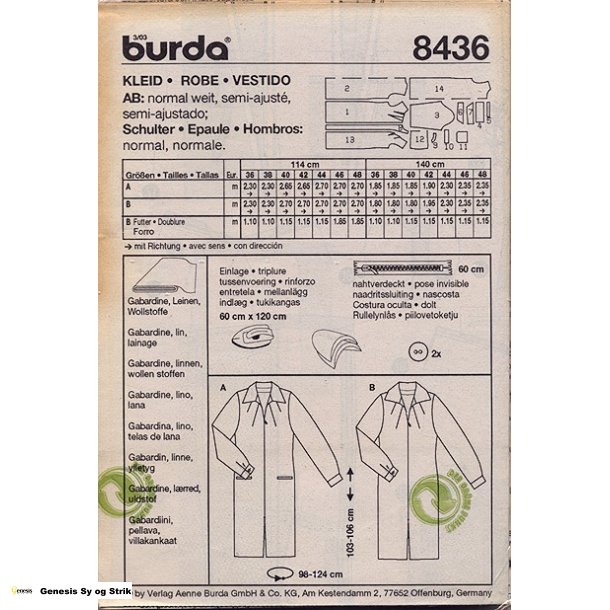 3/03
burda® 8436
KLEID • ROBE • VESTIDO
AB: normal weit, semi-ajusté,
semi-ajustado;
Schulter • Epaule • Hombros:
normal, normale.
2 14
1 3
13 12 9 10 11
114 cm 140 cm
Größen • Tailles • Tallas Eur. 36 38 40 42 44 46 48 36 38 40 42 44 46 48
A m 2.30 2.30 2.65 2.65 2.70 2.70 2.70 1.85 1.85 1.85 1.90 2.30 2.35 2.35
B m 2.30 2.30 2.70 2.70 2.70 2.70 2.70 1.80 1.80 1.80 1.90 2.35 2.35 2.35
B Futter • Doublure m 1.10 1.10 1.15 1.15 1.15 1.85 1.85 1.10 1.10 1.15 1.15 1.15 1.15 1.15
Forro
→ mit Richtung • avec sens • con dirección
Gabardine, Leinen,
Wollstoffe
Gabardine, lin,
lainage
Gabardine, linnen,
wollen stoffen
Gabardine, lino,
lana
Gabardina, lino,
telas de lana
Gabardin, linne,
ylletyg
Gabardine, lærred,
uldstof
Gabardiini,
pellava,
villakankaat
Einlage • triplure
tussenvoering • rinforzo
entretela • mellanlägg
indlæg • tukikangas
60 cm x 120 cm
60 cm
nahtverdeckt • pose invisible
naadritssluiting • nascosta
Costura oculta • dolt
Rullelynlås • piilovetoketju
2x
A
B
103-106 cm
98-124 cm
by Verlag Aenne Burda GmbH & Co. KG, Am Kestendamm 2, 77652 Offenburg, Germany
Genesis Genesis Sy og Strik